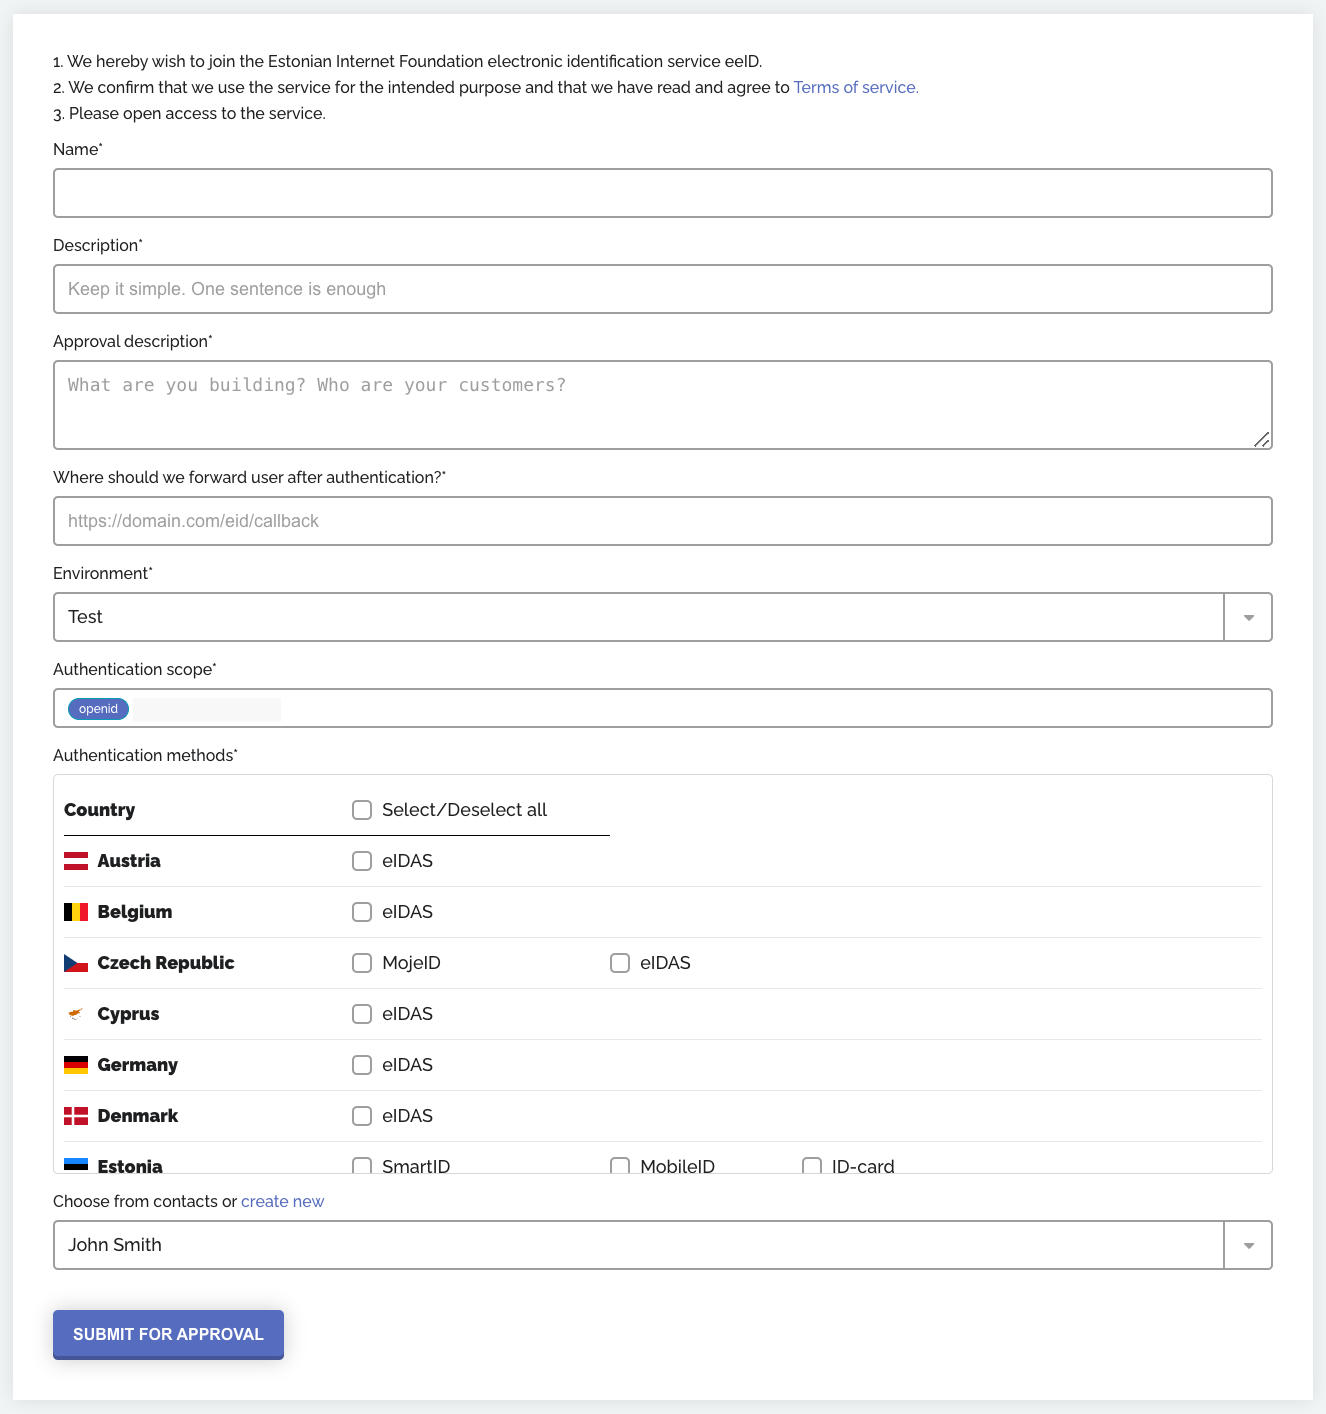 1. We hereby wish to join the Estonian Internet Foundation electronic identification service eeID.
2. We confirm that we use the service for the intended purpose and that we have read and agree to Terms of service.
3. Please open access to the service.
Name*
Description*
Keep it simple. One sentence is enough
Approval description*
What are you building? Who are your customers?
Where should we forward user after authentication?*
https://domain.com/eid/callback
Environment*
Test
Authentication scope*
openid
Authentication methods*
Country Select/Deselect all
Austria eIDAS
Belgium eIDAS
Czech Republic MojeID eIDAS
Cyprus eIDAS
Germany eIDAS
Denmark eIDAS
Estonia SmartID MobileID ID-card
Choose from contacts or create new
John Smith
SUBMIT FOR APPROVAL